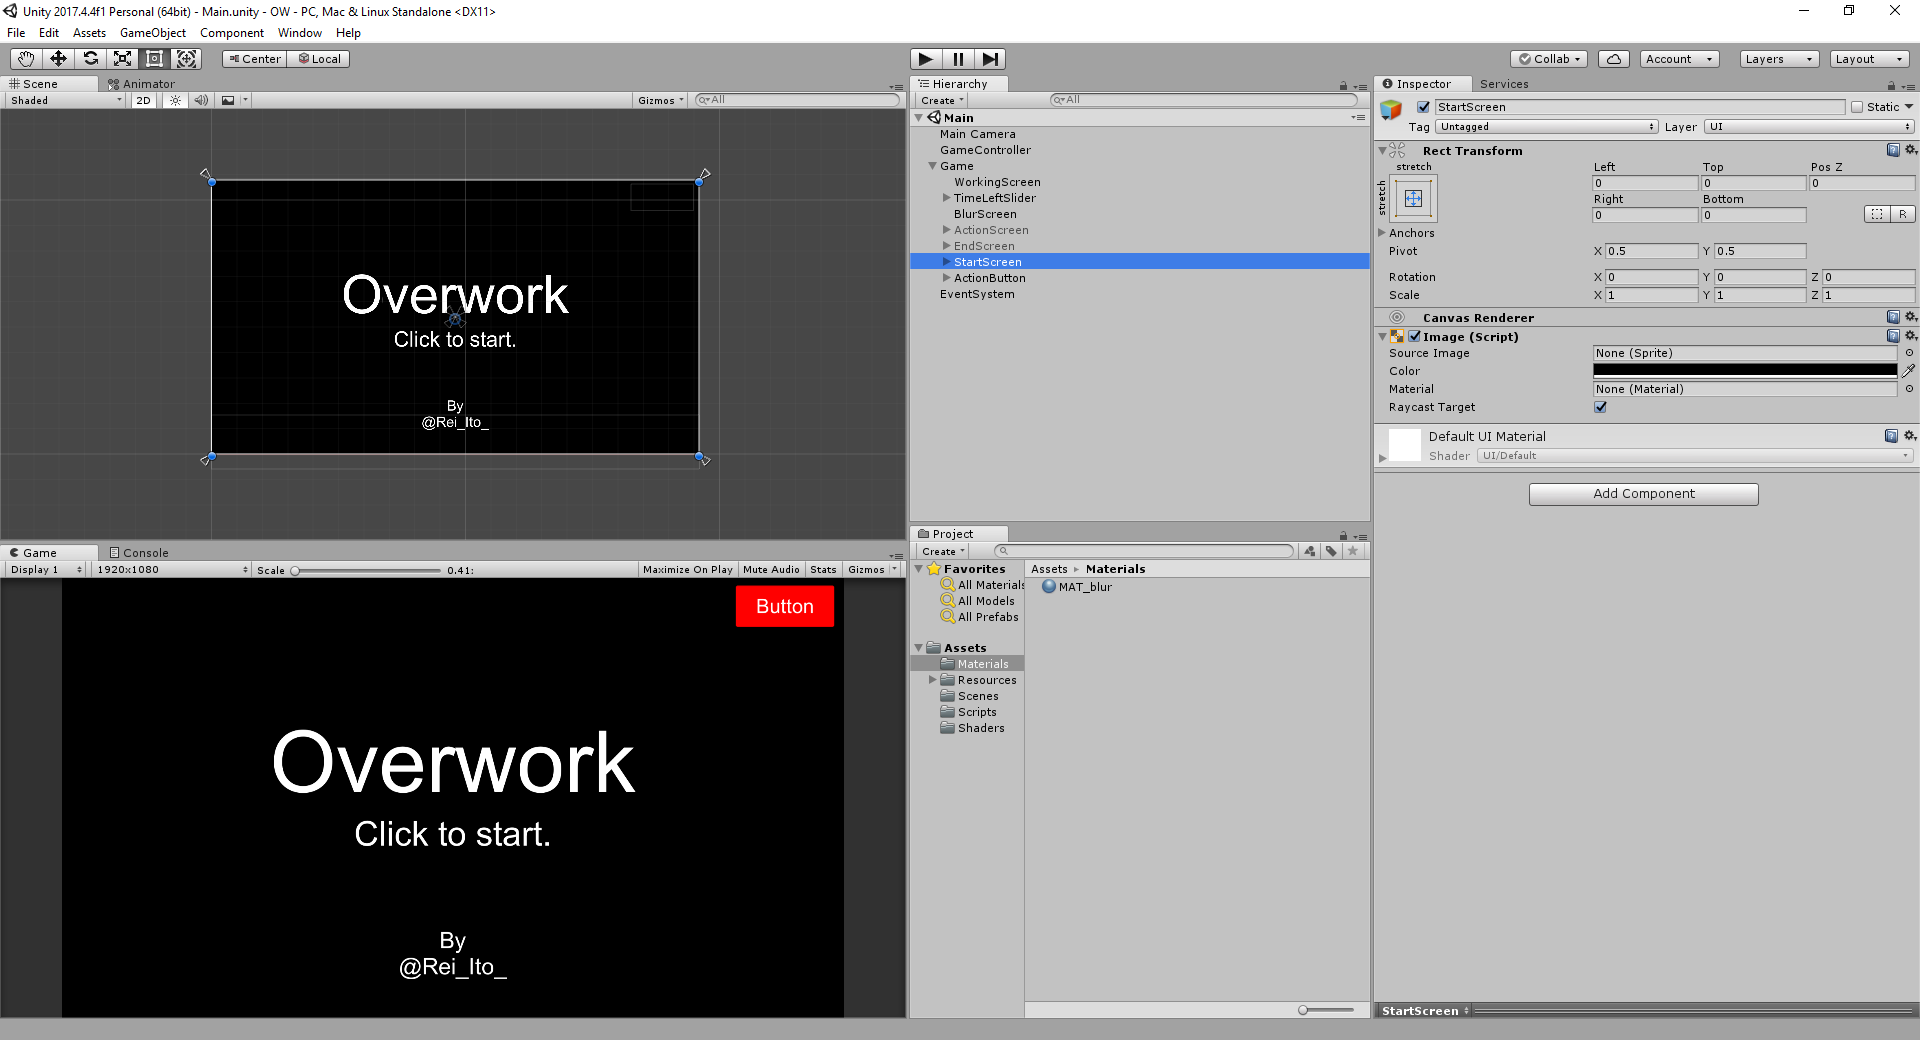 Unity 2017.4.4f1 Personal (64bit) - Main.unity - OW - PC, Mac & Linux Standalone <DX11>
File Edit Assets GameObject Component Window Help
Center Local
Collab Account Layers Layout
Scene Animator
Shaded 2D Gizmos All
Overwork
Click to start.
By
@Rei_Ito_
Game Console
Display 1 1920x1080 Scale 0.41: Maximize On Play Mute Audio Stats Gizmos
Button
Overwork
Click to start.
By
@Rei_Ito_
Hierarchy
Create All
Main
Main Camera
GameController
Game
WorkingScreen
TimeLeftSlider
BlurScreen
ActionScreen
EndScreen
StartScreen
ActionButton
EventSystem
Project
Create
Favorites
All Materials
All Models
All Prefabs
Assets
Materials
Resources
Scenes
Scripts
Shaders
Assets Materials
MAT_blur
Inspector Services
StartScreen Static
Tag Untagged Layer UI
Rect Transform
stretch
stretch
Left Top Pos Z
0 0 0
Right Bottom
0 0 R
Anchors
Pivot X 0.5 Y 0.5
Rotation X 0 Y 0 Z 0
Scale X 1 Y 1 Z 1
Canvas Renderer
Image (Script)
Source Image None (Sprite)
Color
Material None (Material)
Raycast Target
Default UI Material
Shader UI/Default
Add Component
StartScreen